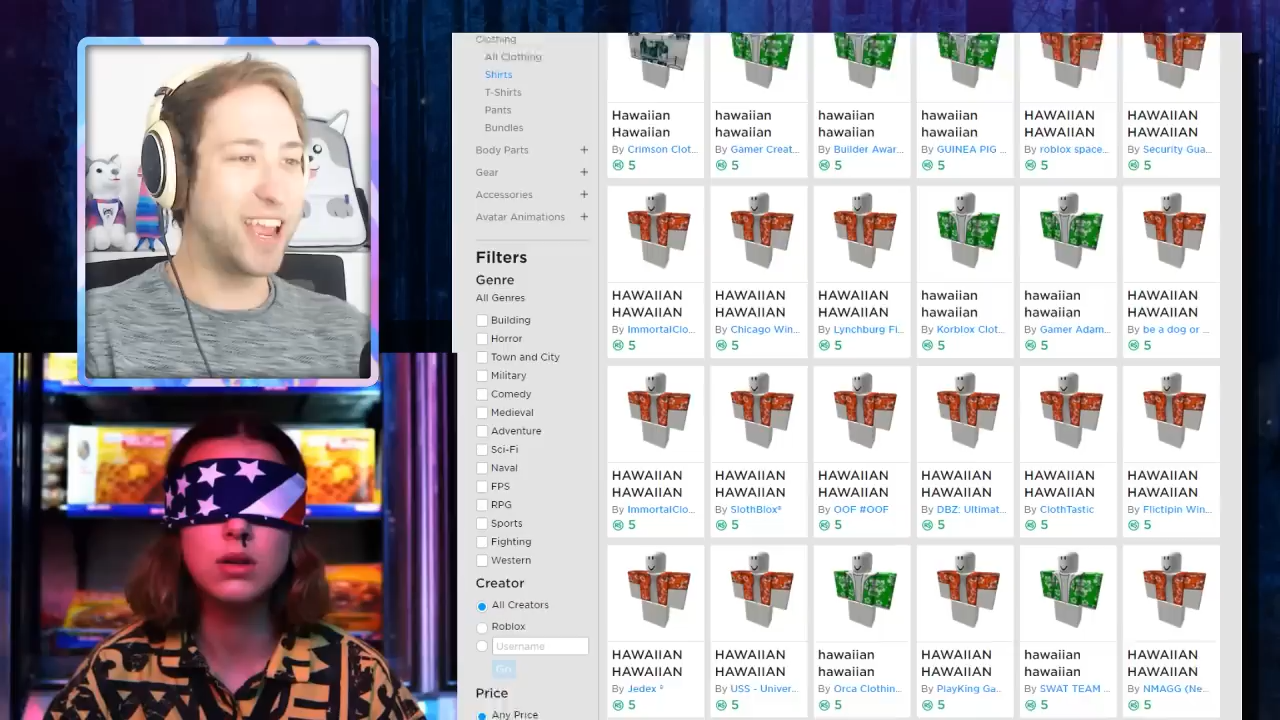 Clothing
All Clothing
Shirts
T-Shirts
Pants
Bundles
Body Parts +
Gear +
Accessories +
Avatar Animations +
Filters
Genre
All Genres
Building
Horror
Town and City
Military
Comedy
Medieval
Adventure
Sci-Fi
Naval
FPS
RPG
Sports
Fighting
Western
Creator
All Creators
Roblox
Username
Go
Price
Any Price
Hawaiian
Hawaiian
By Crimson Clot...
5
hawaiian
hawaiian
By Gamer Creat...
5
hawaiian
hawaiian
By Builder Awar...
5
hawaiian
hawaiian
By GUINEA PIG ...
5
HAWAIIAN
HAWAIIAN
By roblox space...
5
HAWAIIAN
HAWAIIAN
By Security Gua...
5
HAWAIIAN
HAWAIIAN
By ImmortalClo...
5
HAWAIIAN
HAWAIIAN
By Chicago Win...
5
HAWAIIAN
HAWAIIAN
By Lynchburg Fi...
5
hawaiian
hawaiian
By Korblox Clot...
5
hawaiian
hawaiian
By Gamer Adam...
5
HAWAIIAN
HAWAIIAN
By be a dog or ...
5
HAWAIIAN
HAWAIIAN
By ImmortalClo...
5
HAWAIIAN
HAWAIIAN
By SlothBlox®
5
HAWAIIAN
HAWAIIAN
By OOF #OOF
5
HAWAIIAN
HAWAIIAN
By DBZ: Ultimat...
5
HAWAIIAN
HAWAIIAN
By ClothTastic
5
HAWAIIAN
HAWAIIAN
By Flictipin Win...
5
HAWAIIAN
HAWAIIAN
By Jedex ®
5
HAWAIIAN
HAWAIIAN
By USS - Univer...
5
hawaiian
hawaiian
By Orca Clothin...
5
HAWAIIAN
HAWAIIAN
By PlayKing Ga...
5
hawaiian
hawaiian
By SWAT TEAM ...
5
HAWAIIAN
HAWAIIAN
By NMAGG (Ne...
5